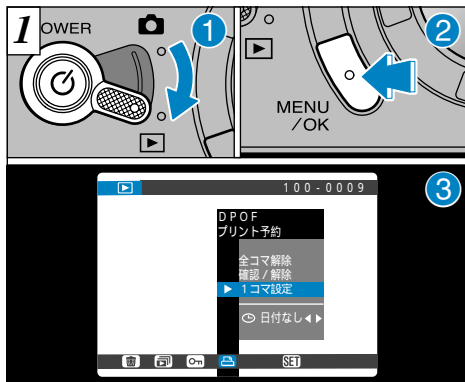 1
OWER
1
2
MENU
/OK
3
100-0009
DPOF
プリント予約
全コマ解除
確認/解除
▶ 1コマ設定
日付なし◀▶
SET